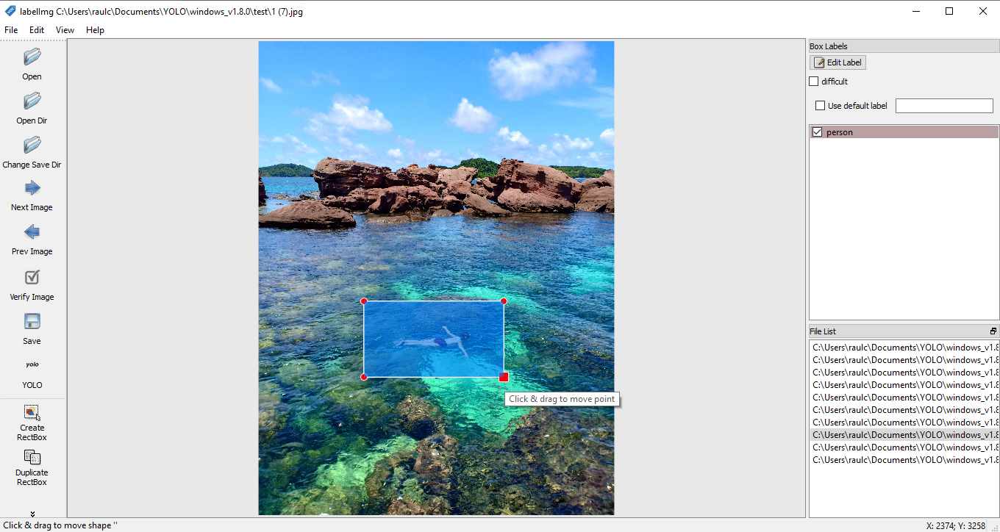 labelImg C:\Users\raulc\Documents\YOLO\windows_v1.8.0\test\1 (7).jpg
File Edit View Help
Open
Open Dir
Change Save Dir
Next Image
Prev Image
Verify Image
Save
yolo
YOLO
Create
RectBox
Duplicate
RectBox
Click & drag to move point
Box Labels
Edit Label
difficult
Use default label
person
File List
C:\Users\raulc\Documents\YOLO\windows_v1.8
C:\Users\raulc\Documents\YOLO\windows_v1.8
C:\Users\raulc\Documents\YOLO\windows_v1.8
C:\Users\raulc\Documents\YOLO\windows_v1.8
C:\Users\raulc\Documents\YOLO\windows_v1.8
C:\Users\raulc\Documents\YOLO\windows_v1.8
C:\Users\raulc\Documents\YOLO\windows_v1.8
C:\Users\raulc\Documents\YOLO\windows_v1.8
C:\Users\raulc\Documents\YOLO\windows_v1.8
C:\Users\raulc\Documents\YOLO\windows_v1.8
Click & drag to move shape ''
X: 2374; Y: 3258